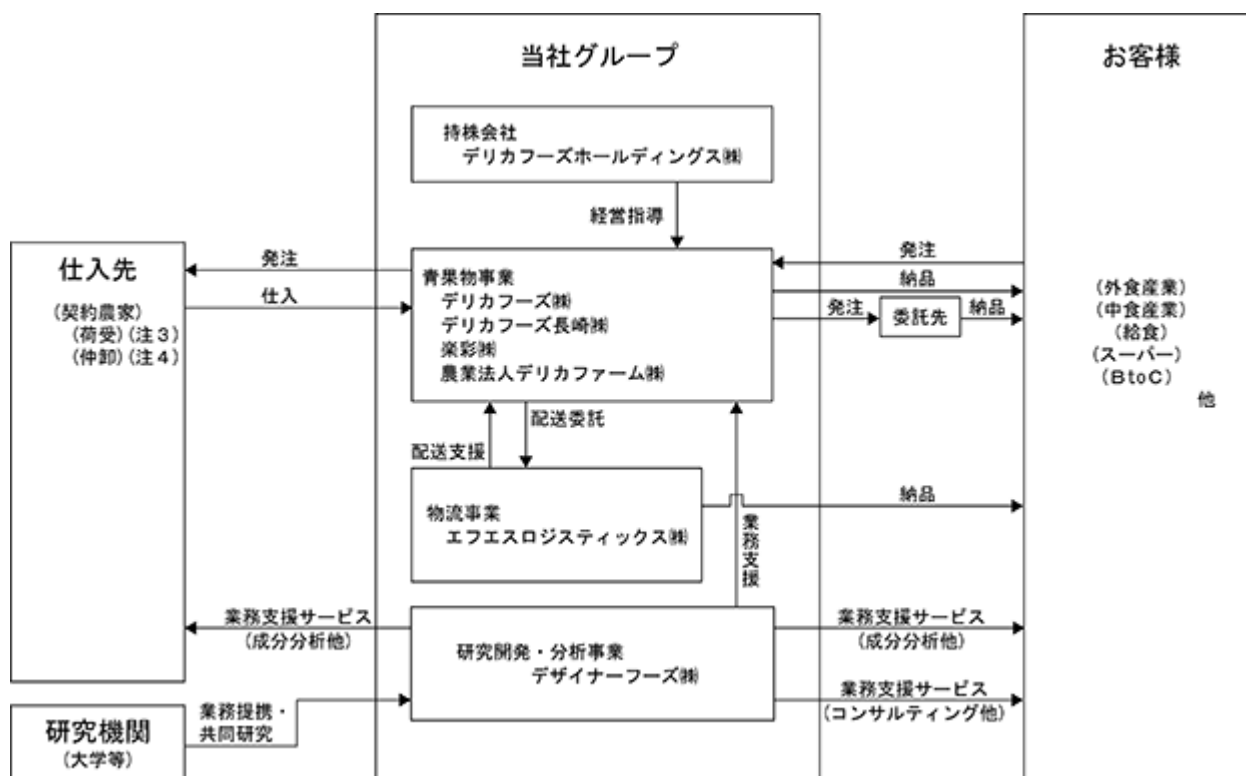 当社グループ
お客様
持株会社
デリカフーズホールディングス㈱
経営指導
仕入先
(契約農家)
(荷受)(注３)
(仲卸)(注４)
発注
仕入
青果物事業
デリカフーズ㈱
デリカフーズ長崎㈱
楽彩㈱
農業法人デリカファーム㈱
発注
納品
発注
委託先
納品
(外食産業)
(中食産業)
(給食)
(スーパー)
(ＢtoＣ)
他
配送支援
配送委託
物流事業
エフエスロジスティックス㈱
納品
業務支援
業務支援サービス
(成分分析他)
研究開発・分析事業
デザイナーフーズ㈱
業務支援サービス
(成分分析他)
業務支援サービス
(コンサルティング他)
研究機関
(大学等)
業務提携・
共同研究